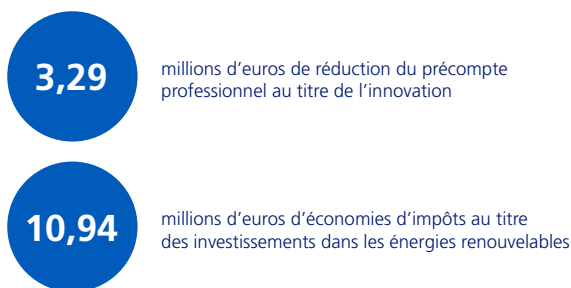 3,29
millions d’euros de réduction du précompte
professionnel au titre de l’innovation
10,94
millions d’euros d’économies d’impôts au titre
des investissements dans les énergies renouvelables